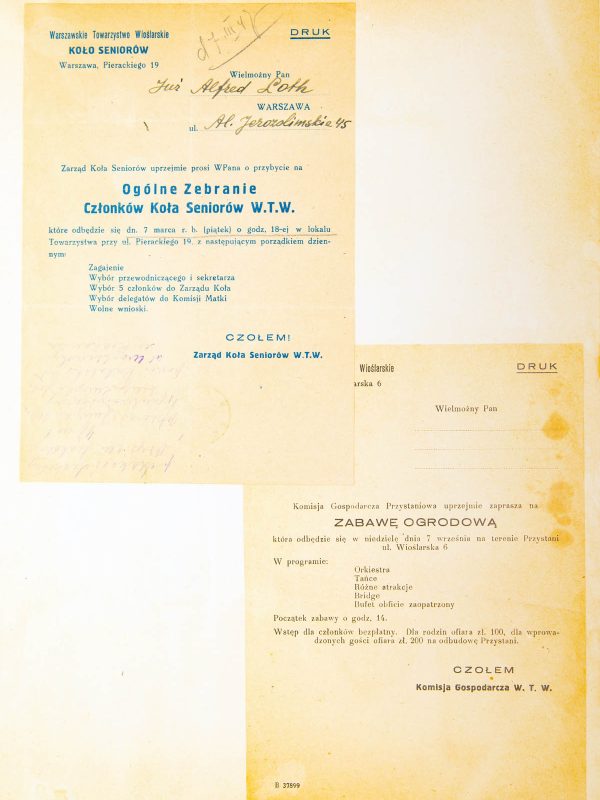 Warszawskie Towarzystwo Wioślarskie
KOŁO SENIORÓW
Warszawa, Pierackiego 19
d 7. III 47
DRUK
Wielmożny Pan
Inż Alfred Loth
WARSZAWA
ul. Al. Jerozolimskie 45
Zarząd Koła Seniorów uprzejmie prosi WPana o przybycie na
Ogólne Zebranie
Członków Koła Seniorów W.T.W.
które odbędzie się dn. 7 marca r. b. (piątek) o godz. 18-ej w lokalu
Towarzystwa przy ul. Pierackiego 19. z następującym porządkiem dzien-
nym:
Zagajenie
Wybór przewodniczącego i sekretarza
Wybór 5 członków do Zarządu Koła
Wybór delegatów do Komisji Matki
Wolne wnioski.
CZOŁEM!
Zarząd Koła Seniorów W.T.W.
Wioślarskie
arska 6
DRUK
Wielmożny Pan
Komisja Gospodarcza Przystaniowa uprzejmie zaprasza na
ZABAWĘ OGRODOWĄ
która odbędzie się w niedzielę dnia 7 września na terenie Przystani
ul. Wioślarska 6
W programie:
Orkiestra
Tańce
Różne atrakcje
Bridge
Bufet obficie zaopatrzony
Początek zabawy o godz. 14.
Wstęp dla członków bezpłatny. Dla rodzin ofiara zł. 100, dla wprowa-
dzonych gości ofiara zł. 200 na odbudowę Przystani.
CZOŁEM
Komisja Gospodarcza W. T. W.
B 37899